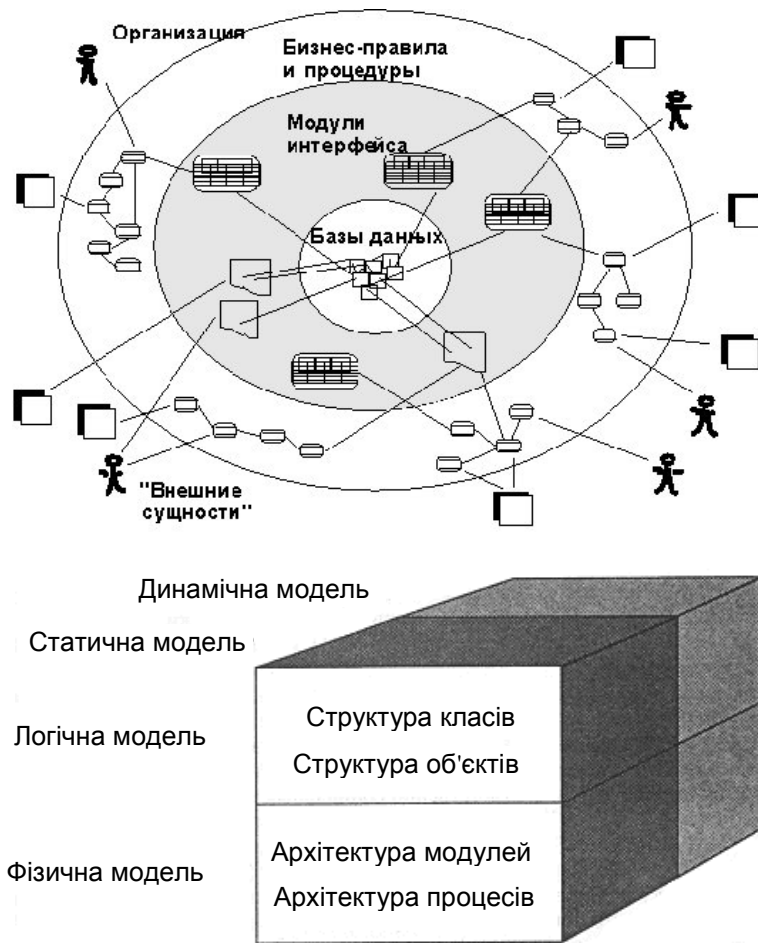 Организация
Бизнес-правила
и процедуры
Модули
интерфейса
Базы данных
"Внешние
сущности"
Динамічна модель
Статична модель
Логічна модель
Структура класів
Структура об'єктів
Фізична модель
Архітектура модулей
Архітектура процесів